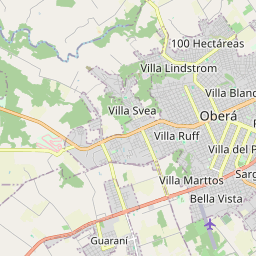 100 Hectáreas
Villa Lindstrom
Villa Blanc
Villa Svea
Oberá
Villa Ruff
Villa del P
Villa Marttos
Sarg
Bella Vista
Guaraní